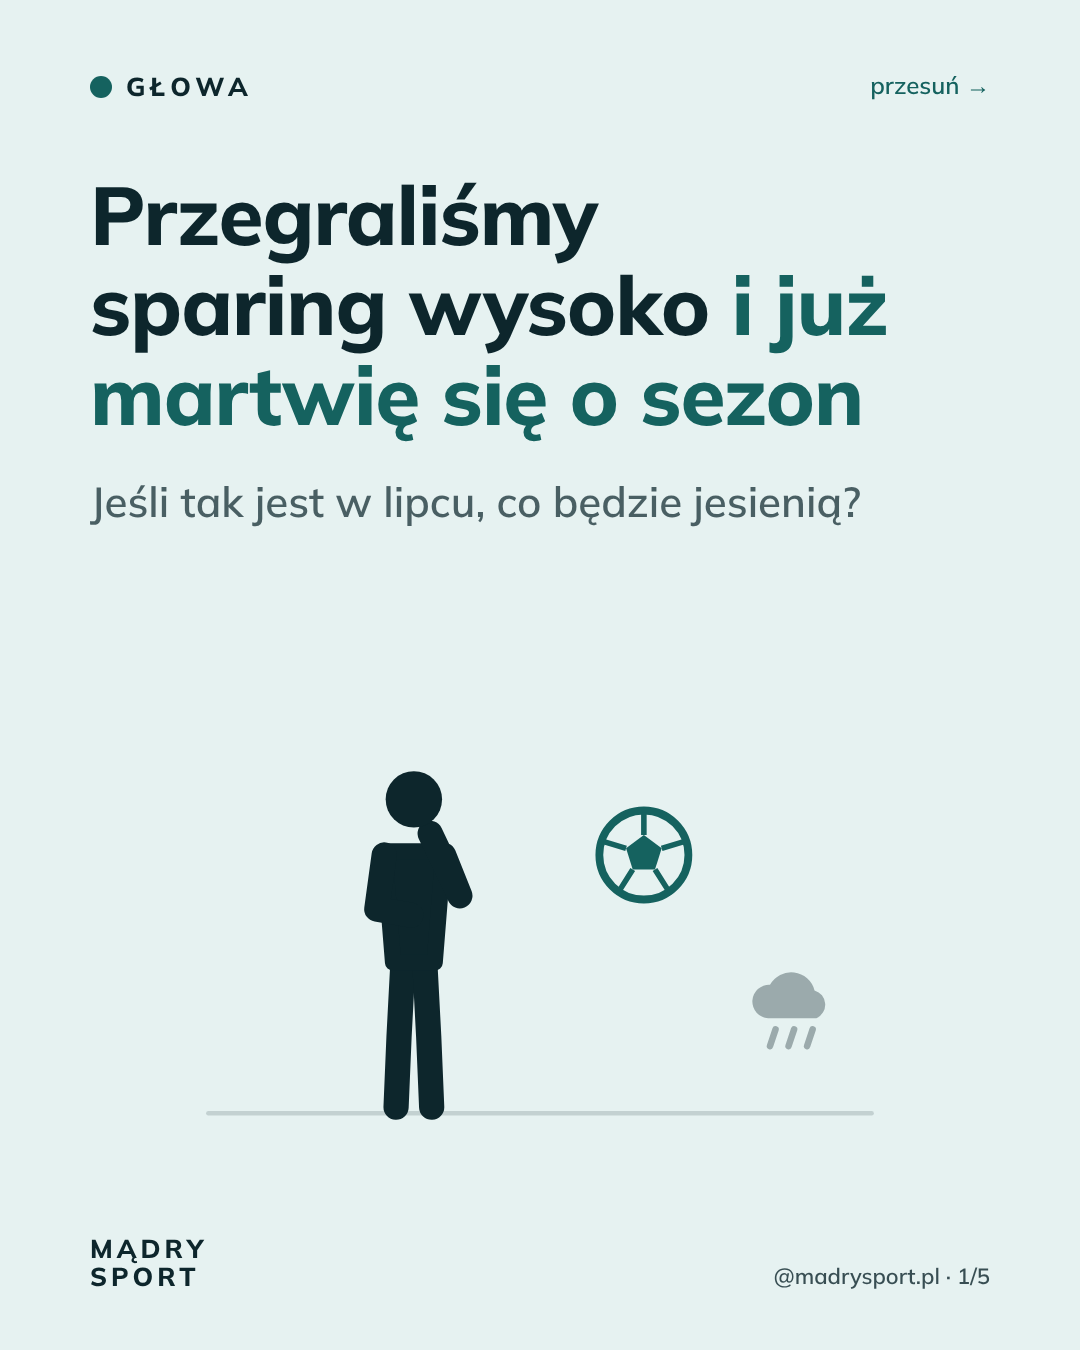 GŁOWA
przesuń →
Przegraliśmy
sparing wysoko i już
martwię się o sezon
Jeśli tak jest w lipcu, co będzie jesienią?
MĄDRY
SPORT
@madrysport.pl · 1/5